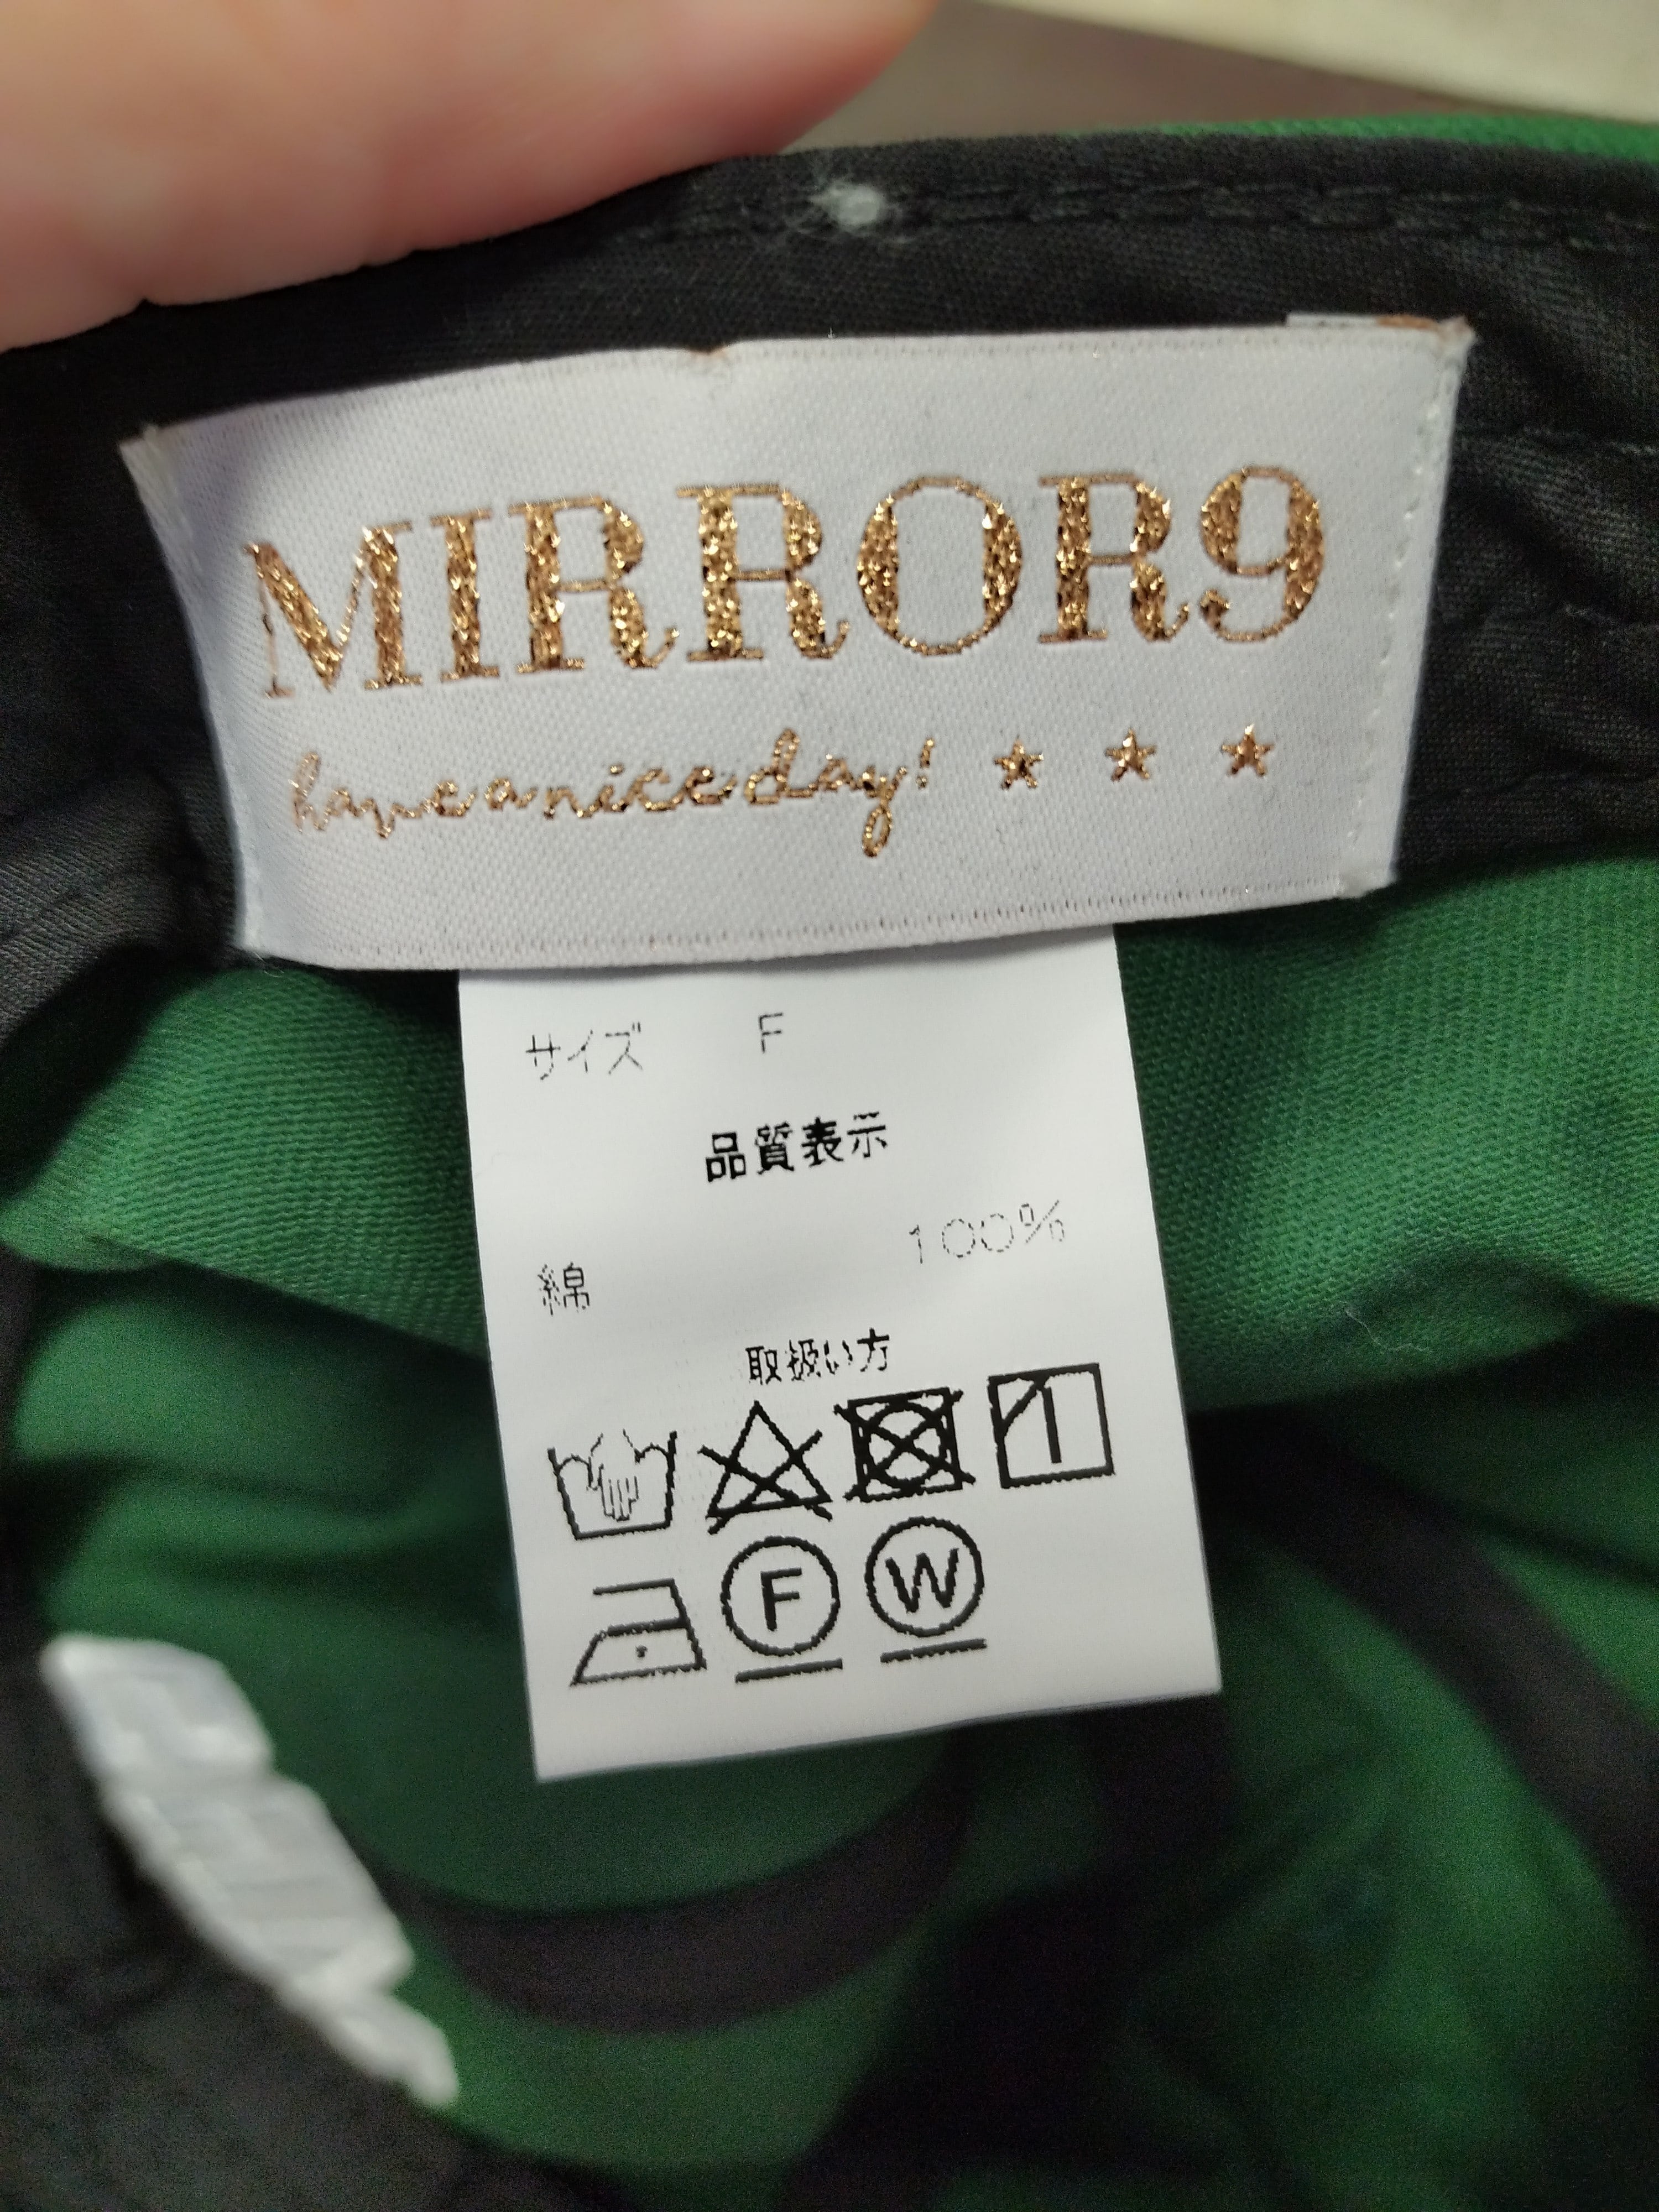 MIRROR9
have a nice day! ★ ★ ★
サイズ F
品質表示
綿 100%
取扱い方
F W